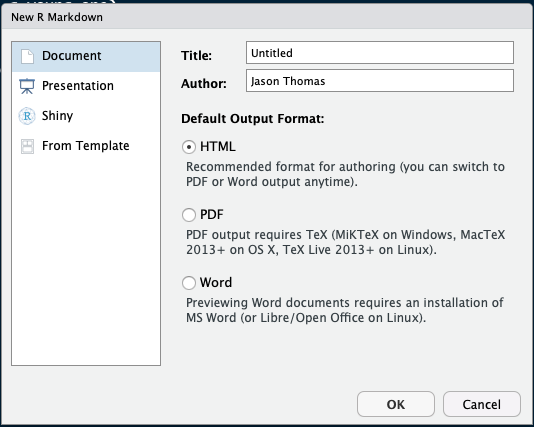 New R Markdown
Document
Presentation
Shiny
From Template
Title: Untitled
Author: Jason Thomas
Default Output Format:
HTML
Recommended format for authoring (you can switch to
PDF or Word output anytime).
PDF
PDF output requires TeX (MiKTeX on Windows, MacTeX
2013+ on OS X, TeX Live 2013+ on Linux).
Word
Previewing Word documents requires an installation of
MS Word (or Libre/Open Office on Linux).
OK Cancel